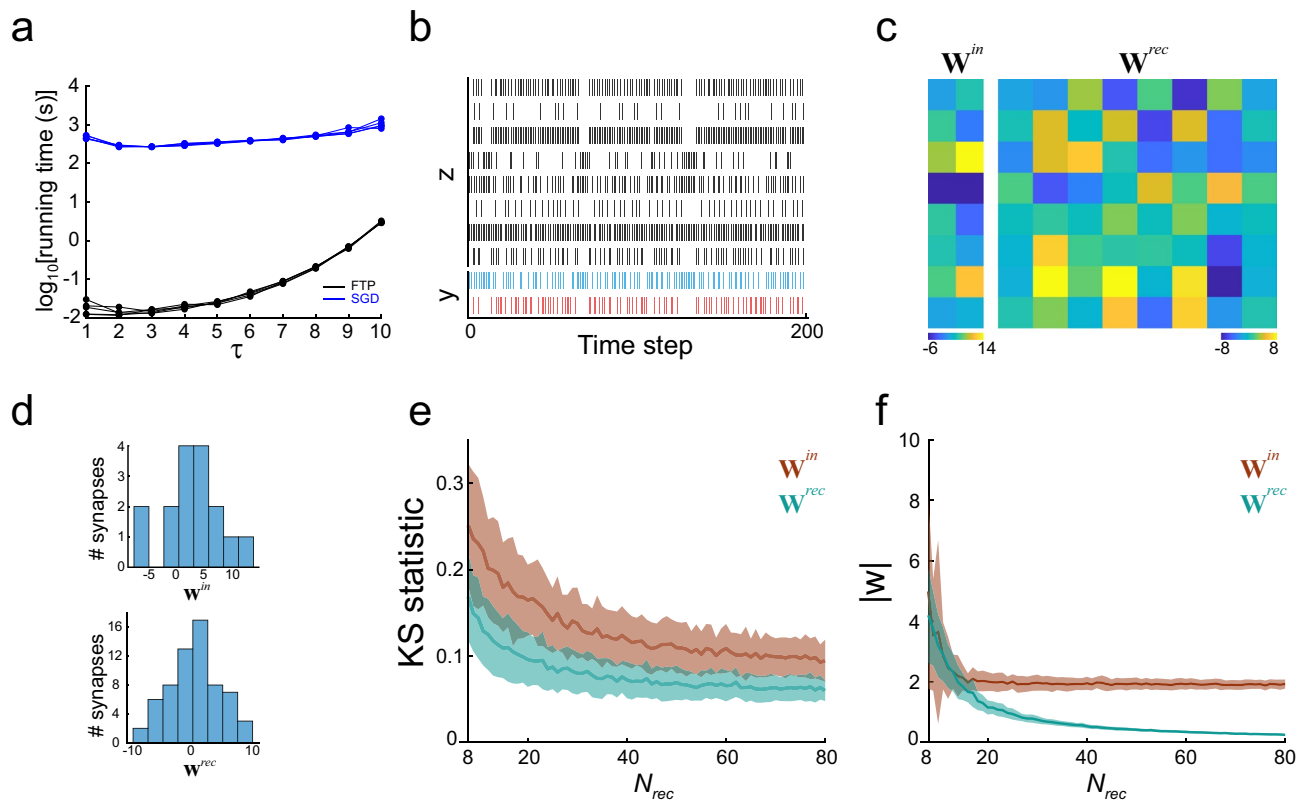 a
log10[running time (s)]
4
3
2
1
0
-1
-2
FTP
SGD
1 2 3 4 5 6 7 8 9 10
τ
b
z
y
0 200
Time step
c
W^in W^rec
-6 14 -8 8
d
# synapses
4
3
2
1
0
-5 0 5 10
w^in
# synapses
16
12
8
4
0
-10 0 10
w^rec
e
KS statistic
0.3
0.2
0.1
0
W^in
W^rec
8 20 40 60 80
N_rec
f
|w|
10
8
6
4
2
0
W^in
W^rec
8 20 40 60 80
N_rec